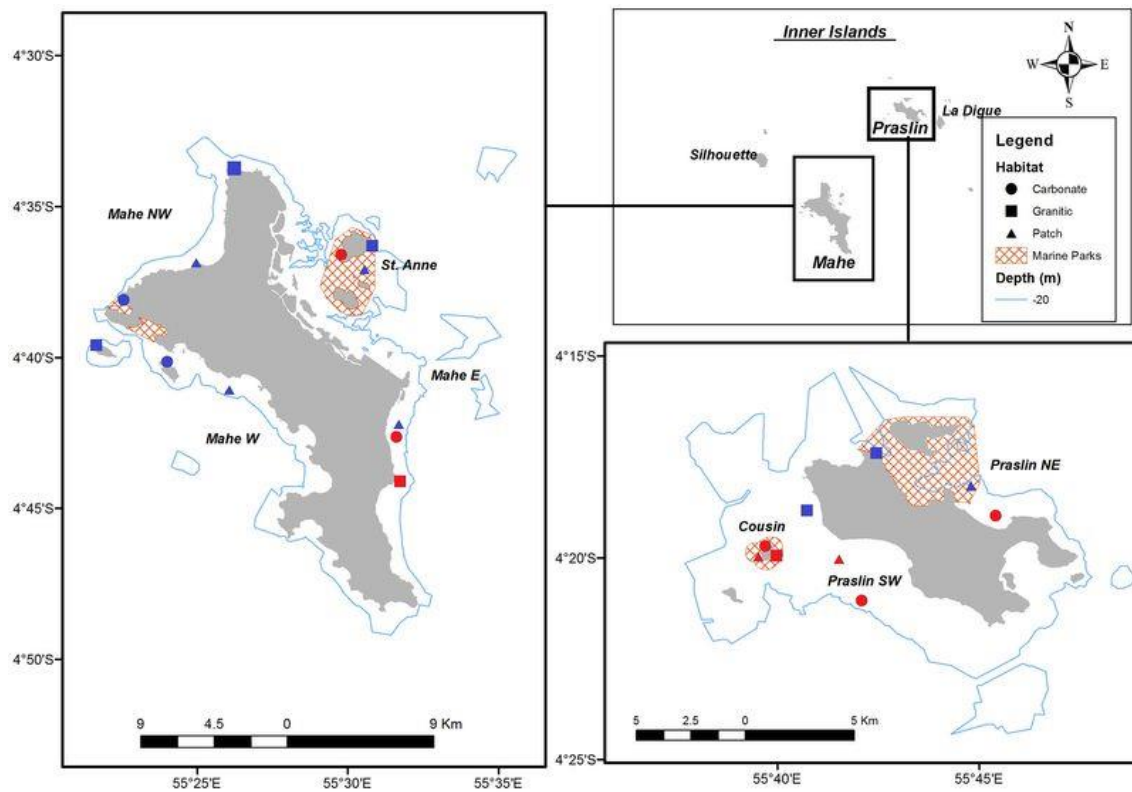 4°30'S
4°35'S
4°40'S
4°45'S
4°50'S
Mahe NW
St. Anne
Mahe E
Mahe W
9 4.5 0 9 Km
55°25'E 55°30'E 55°35'E
Inner Islands
N
W E
S
La Digue
Praslin
Silhouette
Mahe
Legend
Habitat
Carbonate
Granitic
Patch
Marine Parks
Depth (m)
-20
4°15'S
4°20'S
4°25'S
Praslin NE
Cousin
Praslin SW
5 2.5 0 5 Km
55°40'E 55°45'E